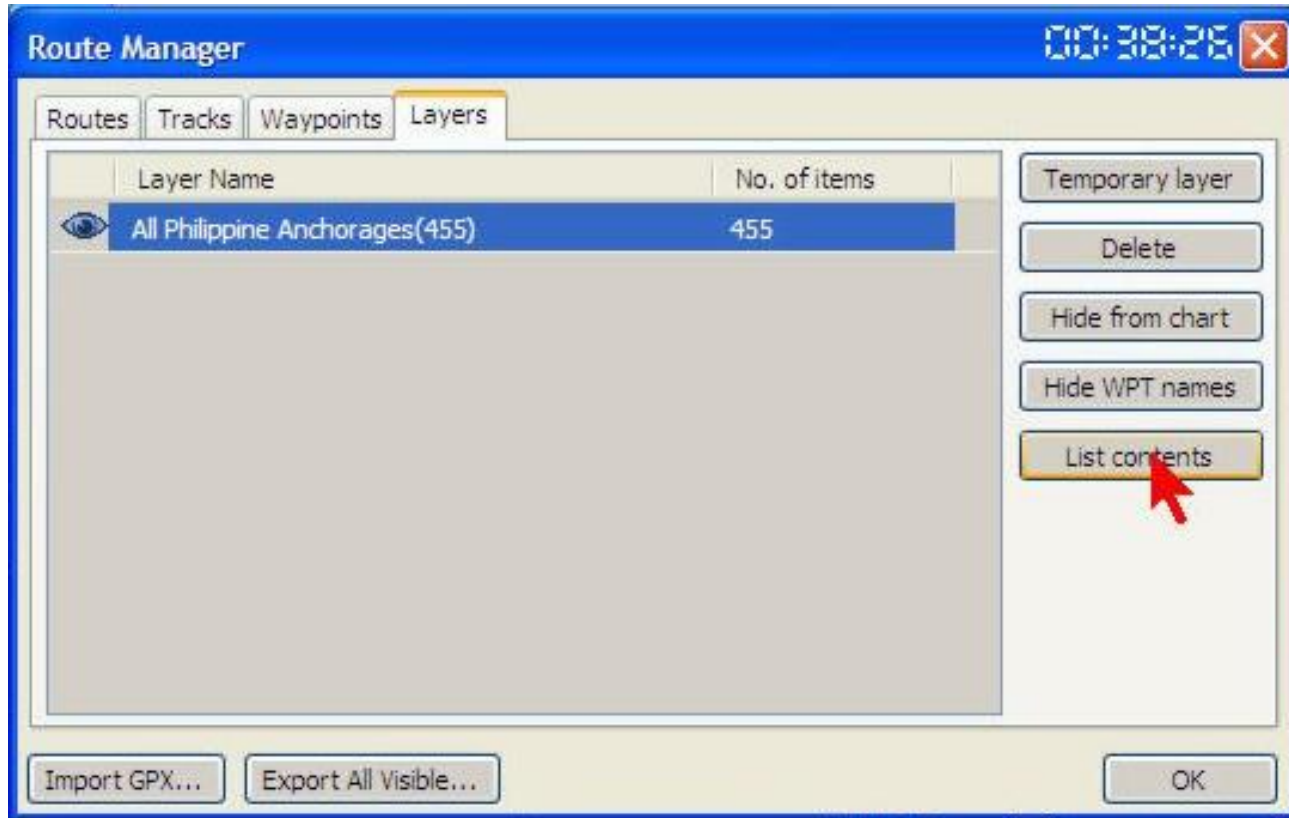 Route Manager 00:38:26
Routes Tracks Waypoints Layers
Layer Name No. of items
All Philippine Anchorages(455) 455
Temporary layer
Delete
Hide from chart
Hide WPT names
List contents
Import GPX... Export All Visible... OK